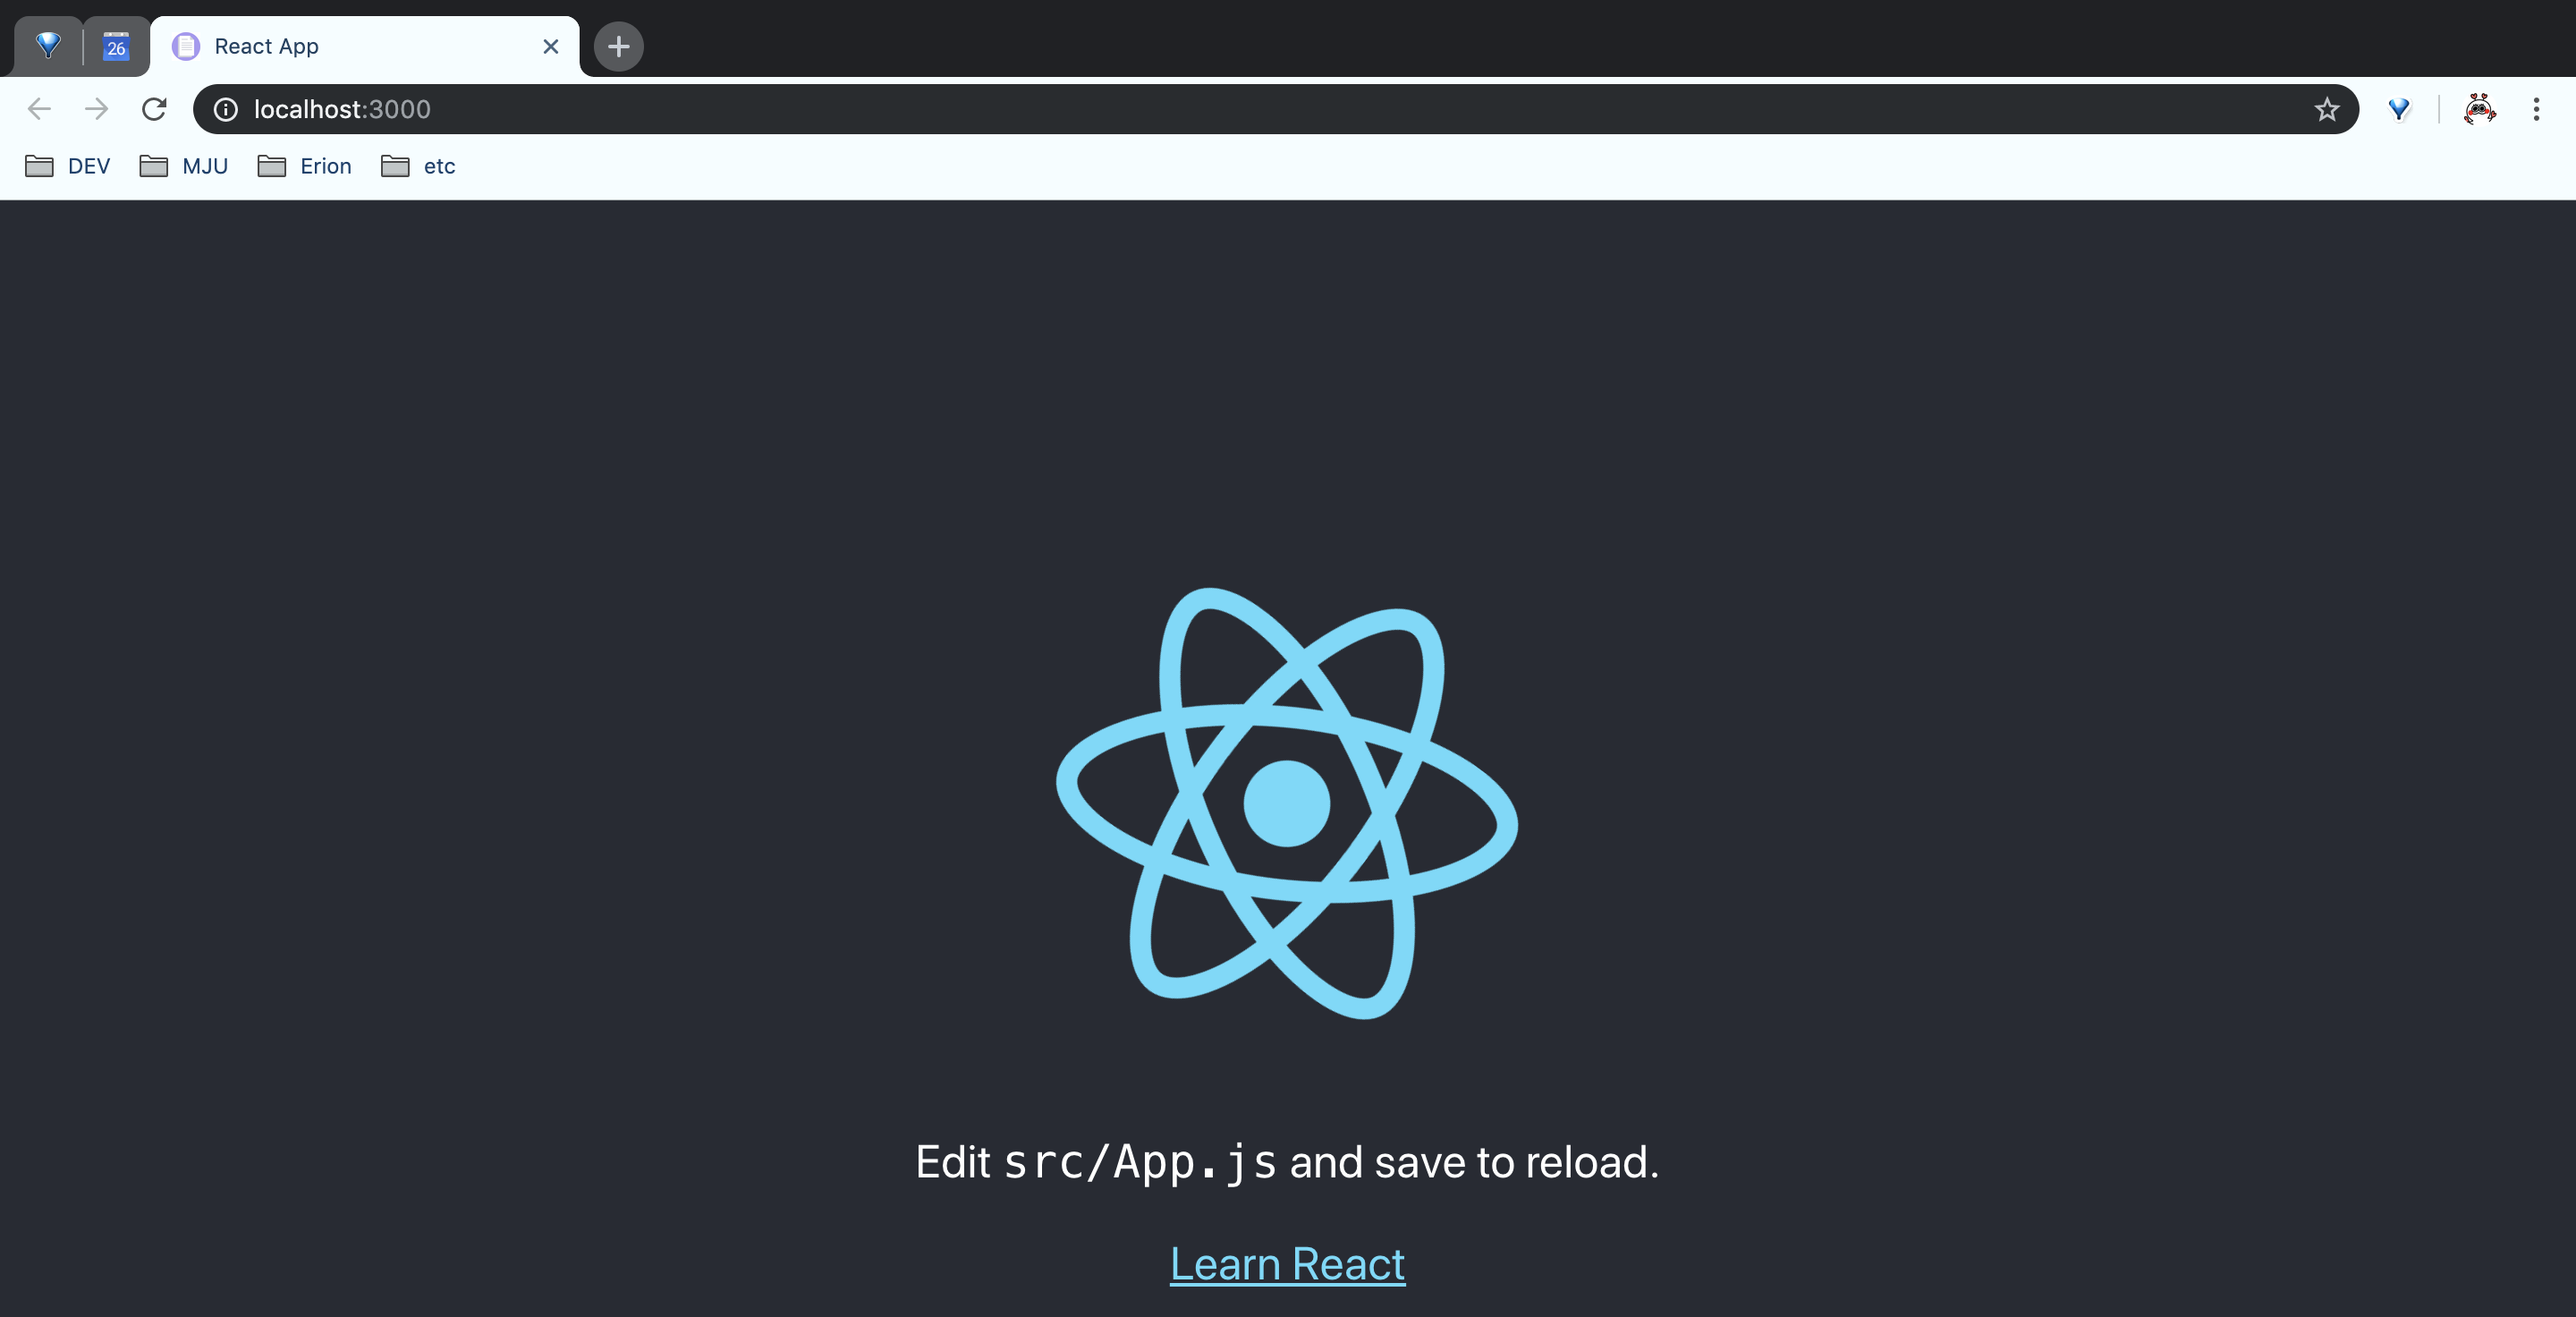 26 React App
localhost:3000
DEV MJU Erion etc
Edit src/App.js and save to reload.
Learn React